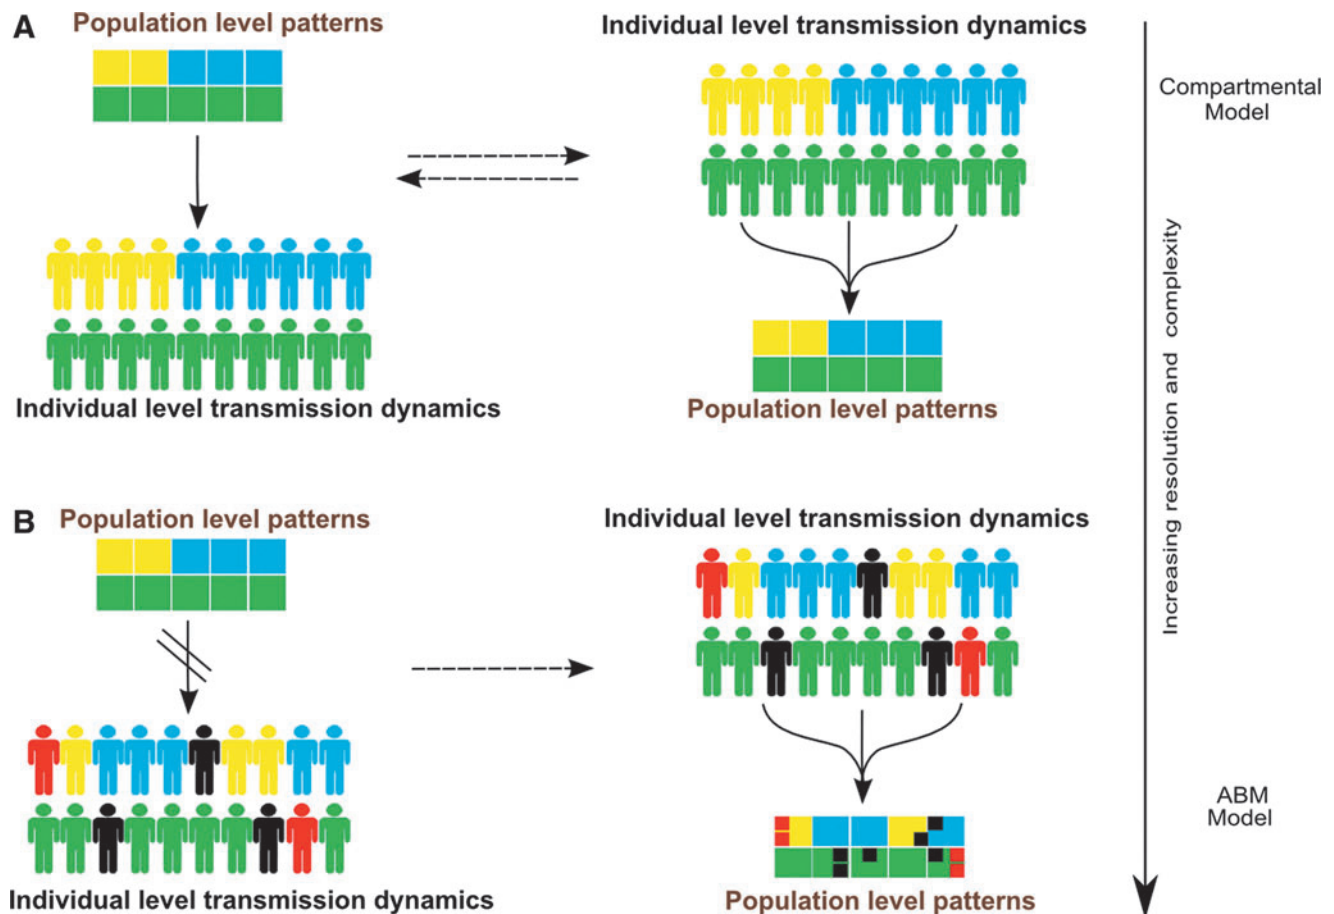 A
Population level patterns
Individual level transmission dynamics
Compartmental
Model
Individual level transmission dynamics
Population level patterns
Increasing resolution and complexity
B
Population level patterns
Individual level transmission dynamics
ABM
Model
Individual level transmission dynamics
Population level patterns